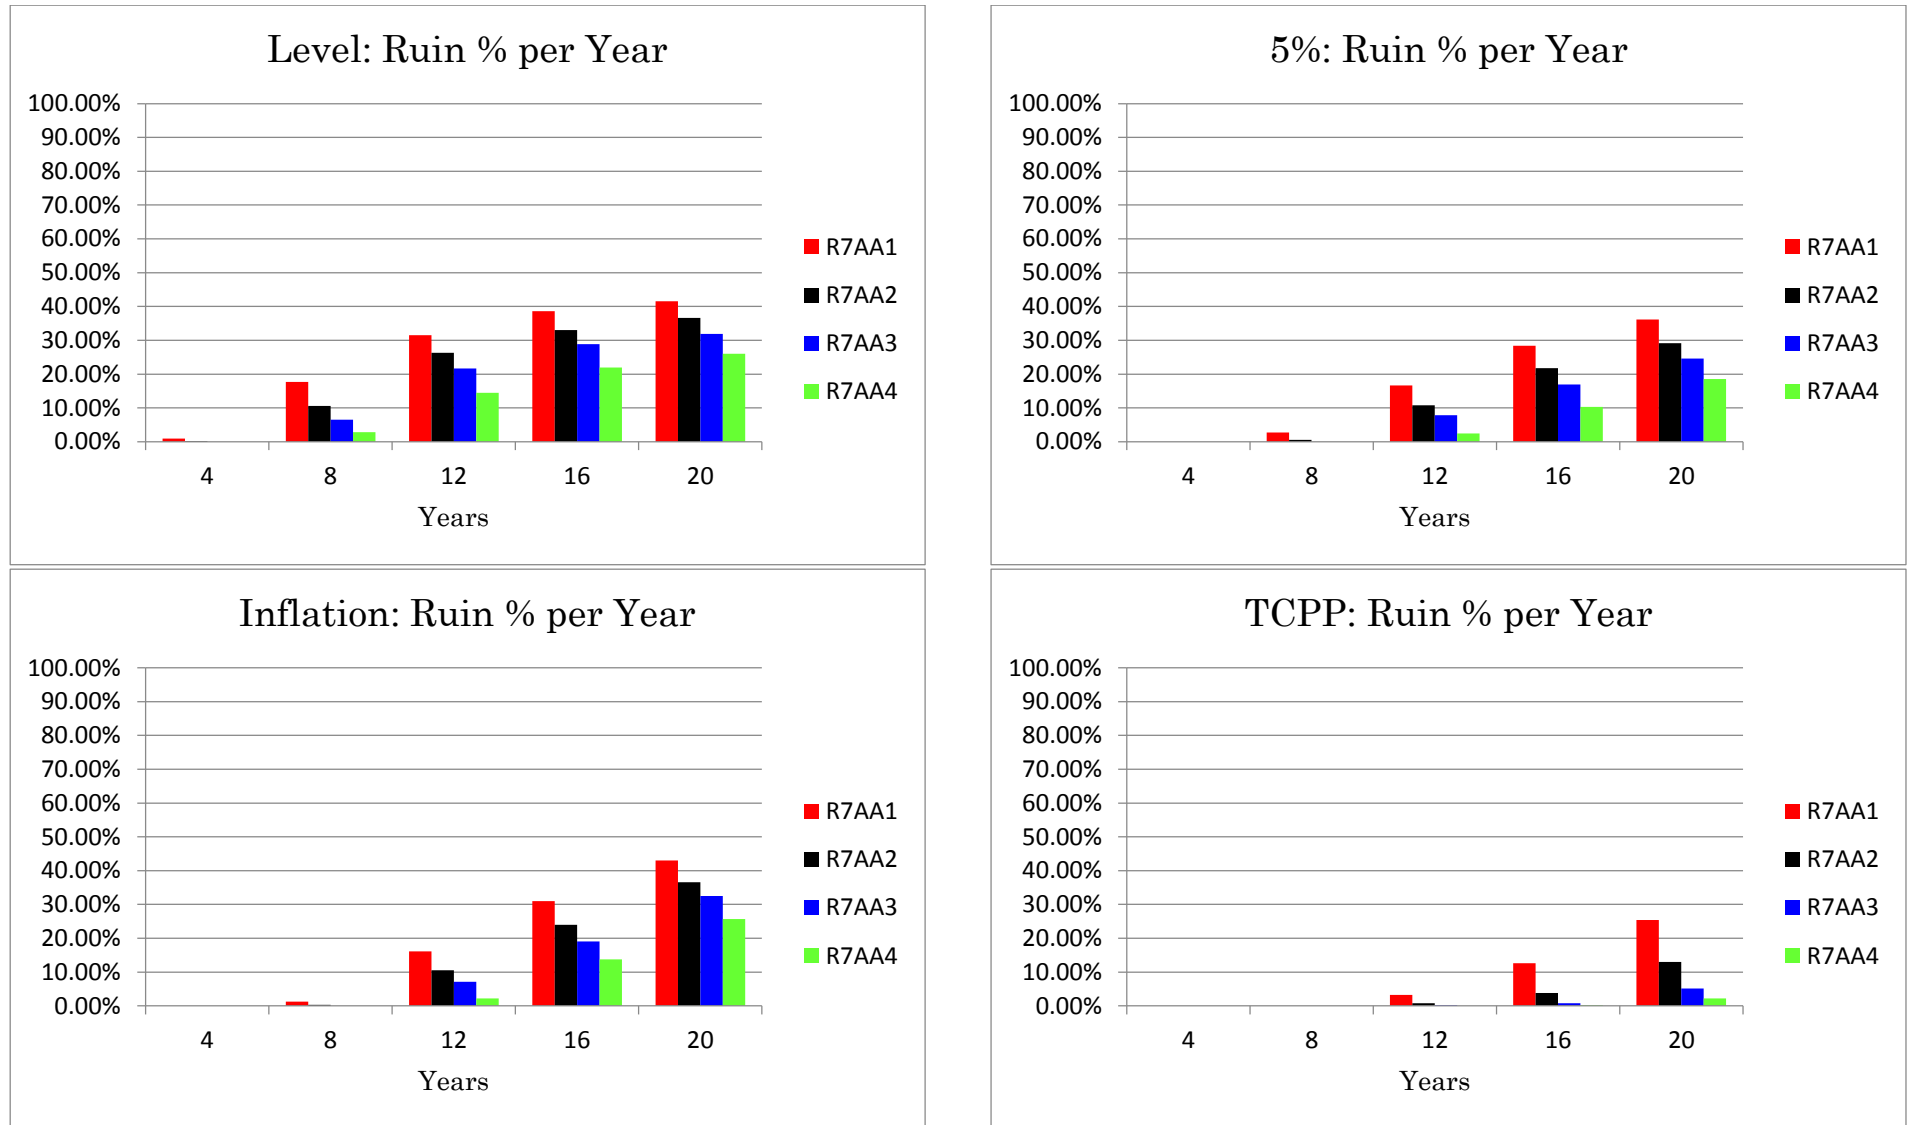 Level: Ruin % per Year
100.00%
90.00%
80.00%
70.00%
60.00%
50.00%
40.00%
30.00%
20.00%
10.00%
0.00%
4 8 12 16 20
Years
R7AA1
R7AA2
R7AA3
R7AA4
5%: Ruin % per Year
100.00%
90.00%
80.00%
70.00%
60.00%
50.00%
40.00%
30.00%
20.00%
10.00%
0.00%
4 8 12 16 20
Years
R7AA1
R7AA2
R7AA3
R7AA4
Inflation: Ruin % per Year
100.00%
90.00%
80.00%
70.00%
60.00%
50.00%
40.00%
30.00%
20.00%
10.00%
0.00%
4 8 12 16 20
Years
R7AA1
R7AA2
R7AA3
R7AA4
TCPP: Ruin % per Year
100.00%
90.00%
80.00%
70.00%
60.00%
50.00%
40.00%
30.00%
20.00%
10.00%
0.00%
4 8 12 16 20
Years
R7AA1
R7AA2
R7AA3
R7AA4